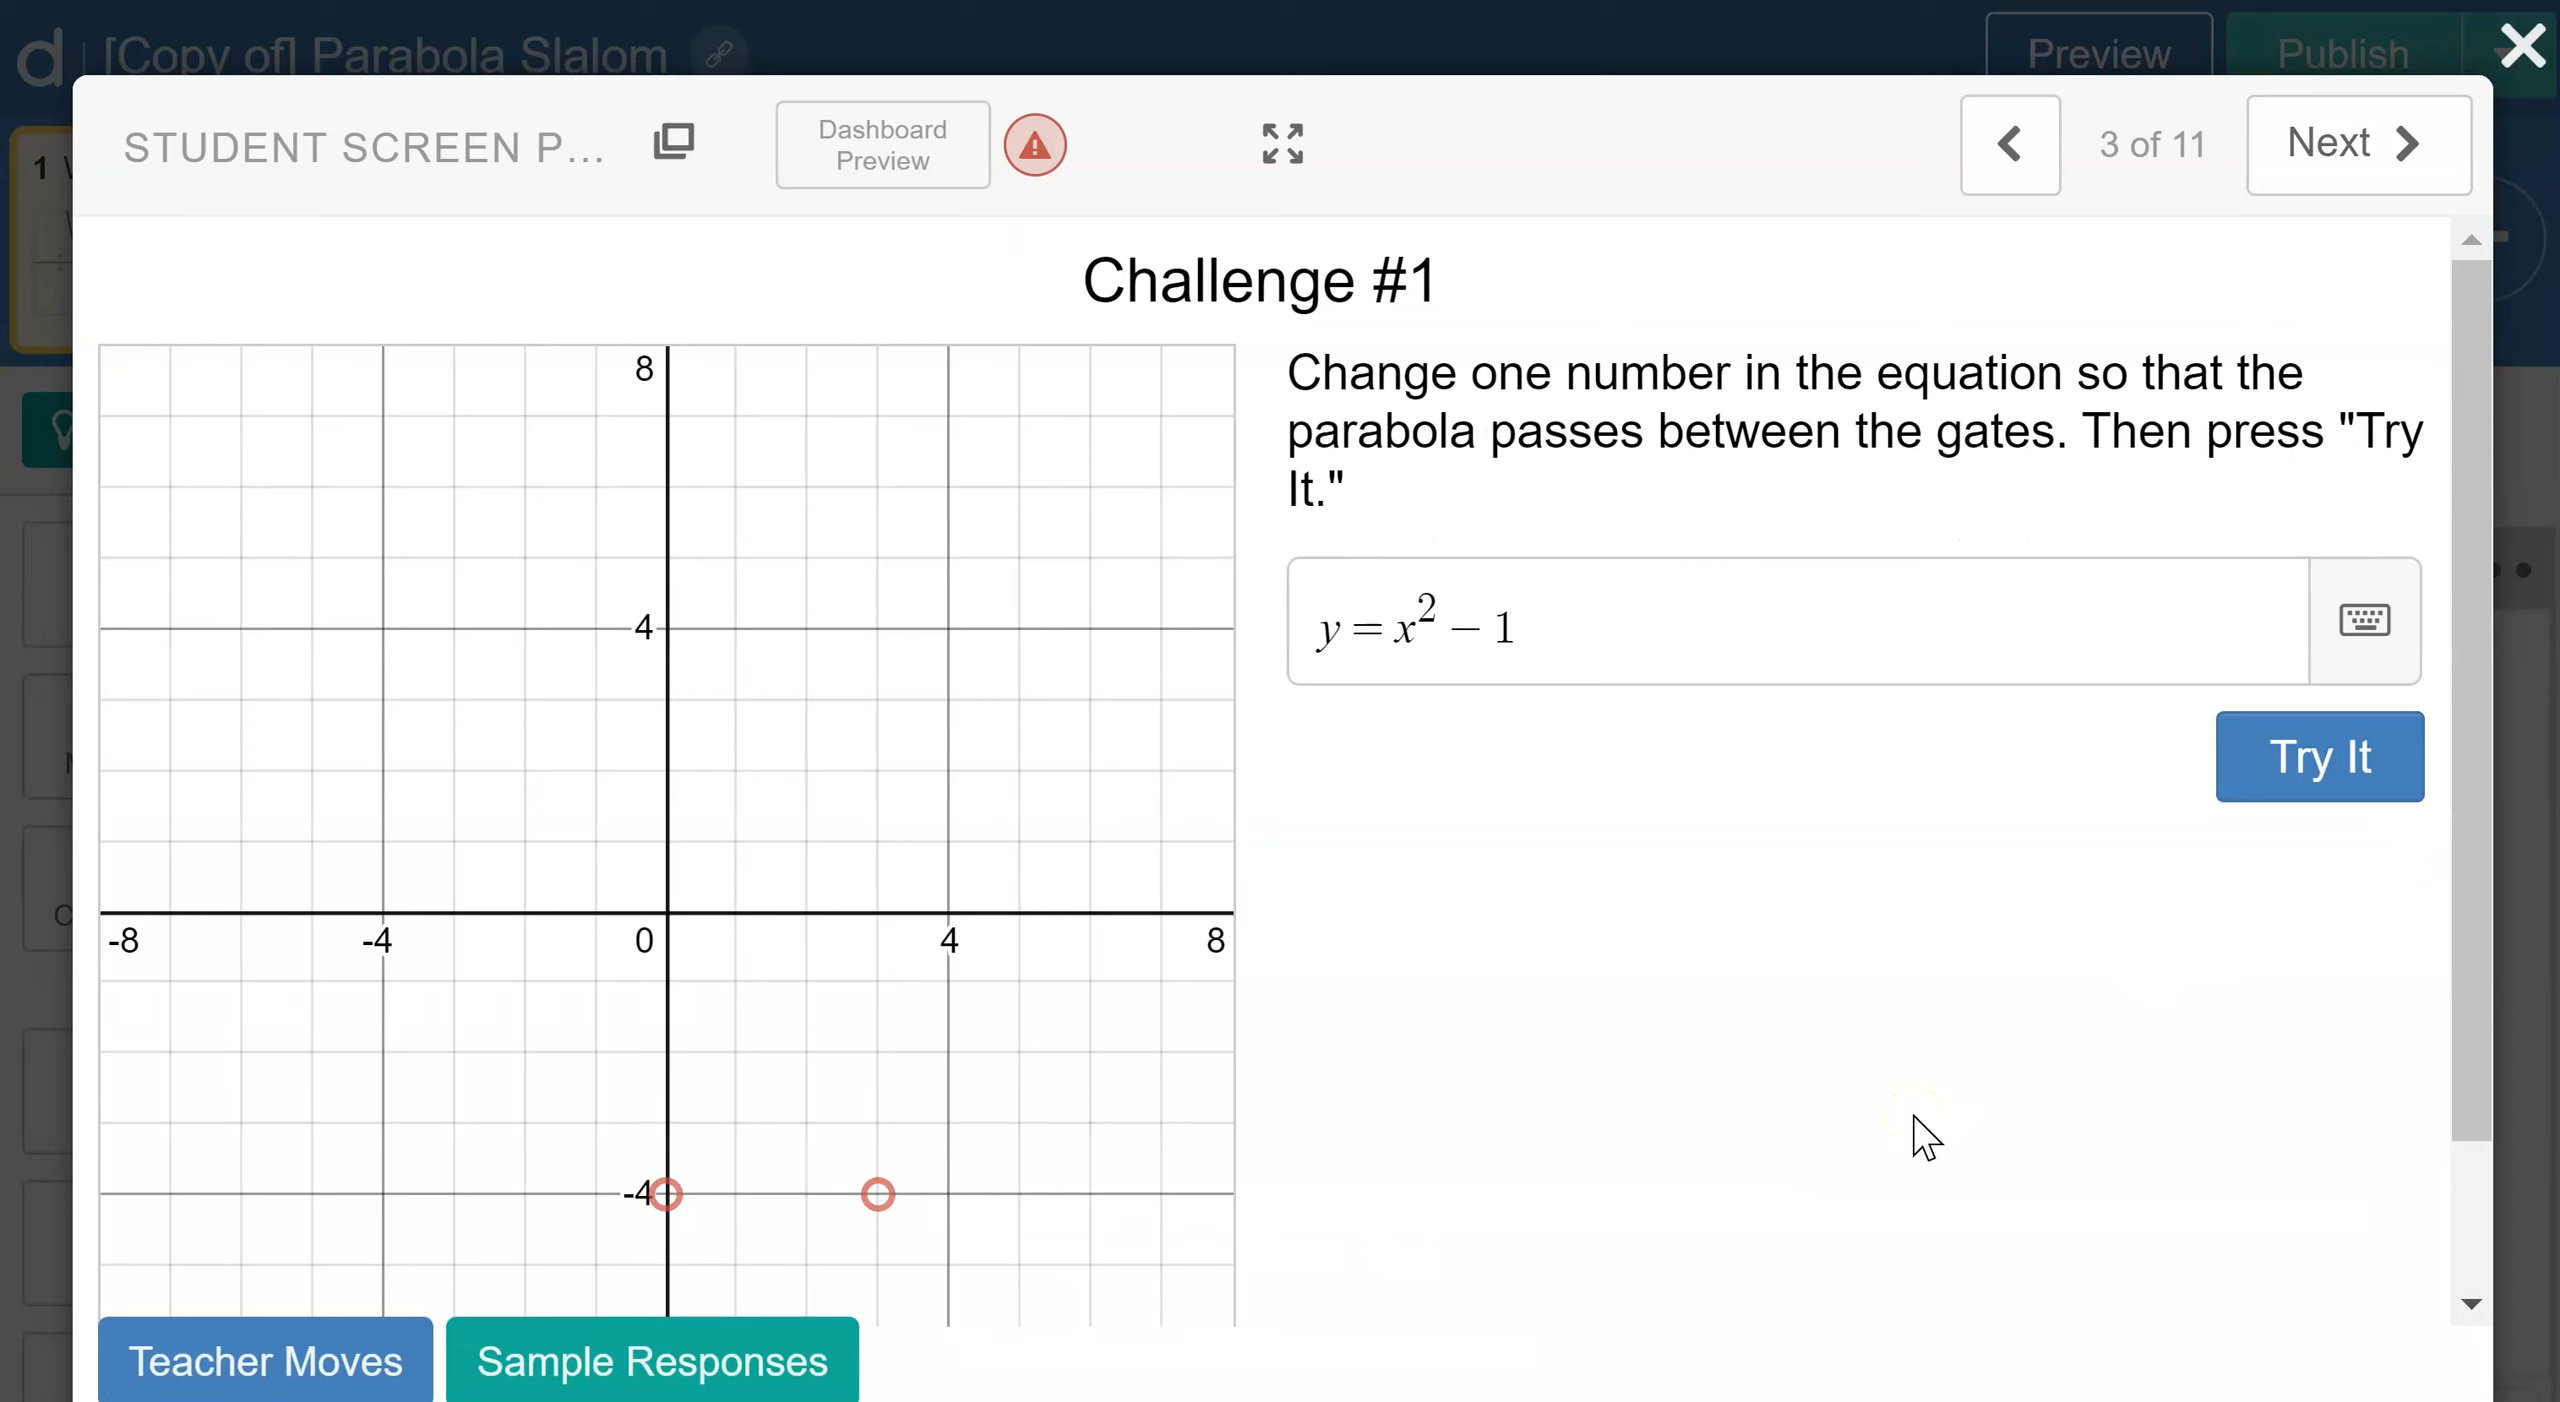 [Copy of] Parabola Slalom
Preview
Publish
STUDENT SCREEN P...
Dashboard
Preview
3 of 11
Next
1
Challenge #1
Change one number in the equation so that the
parabola passes between the gates. Then press "Try
It."
y = x² − 1
Try It
8
4
-8
-4
0
4
8
-4
Teacher Moves
Sample Responses